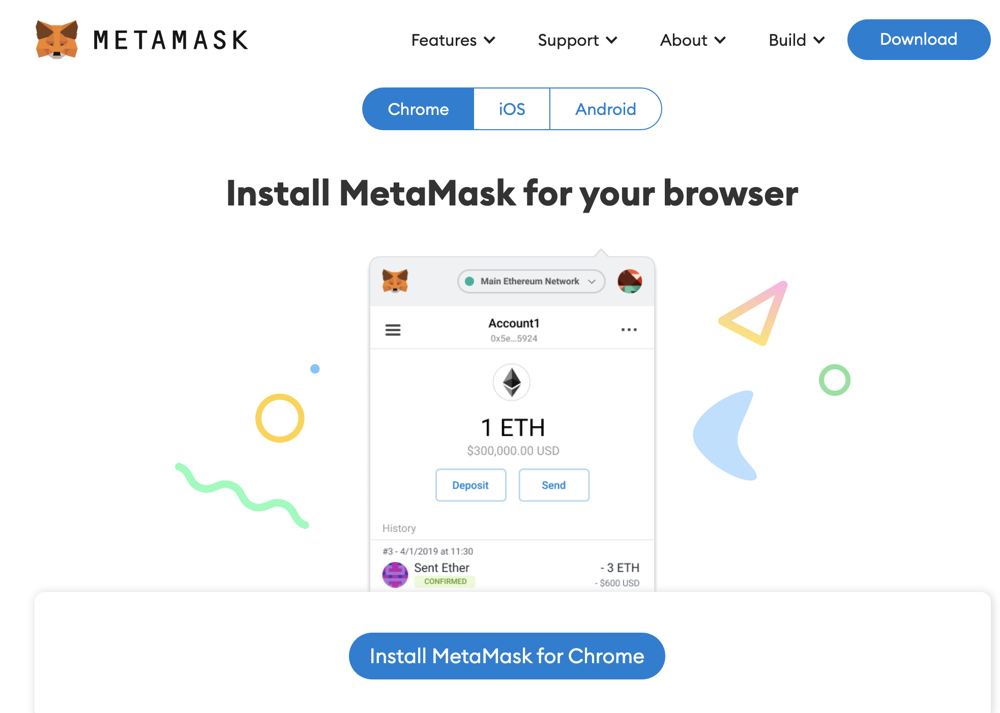 METAMASK
Features
Support
About
Build
Download
Chrome
iOS
Android
Install MetaMask for your browser
Main Ethereum Network
Account1
0x5e...5924
1 ETH
$300,000.00 USD
Deposit
Send
History
#3 - 4/1/2019 at 11:30
Sent Ether
- 3 ETH
CONFIRMED
- $600 USD
Install MetaMask for Chrome